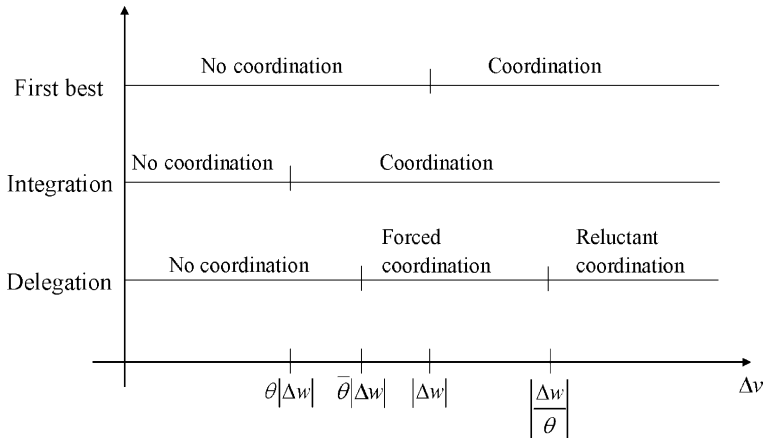 No coordination Coordination
First best
No coordination Coordination
Integration
Forced Reluctant
No coordination coordination coordination
Delegation
θ|Δw| θ̅|Δw| |Δw| |Δw/θ| Δv